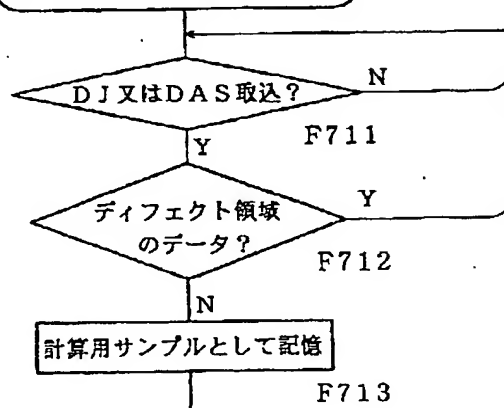 DJ又はDAS取込？
N
F711
Y
ディフェクト領域
のデータ？
Y
F712
N
計算用サンプルとして記憶
F713